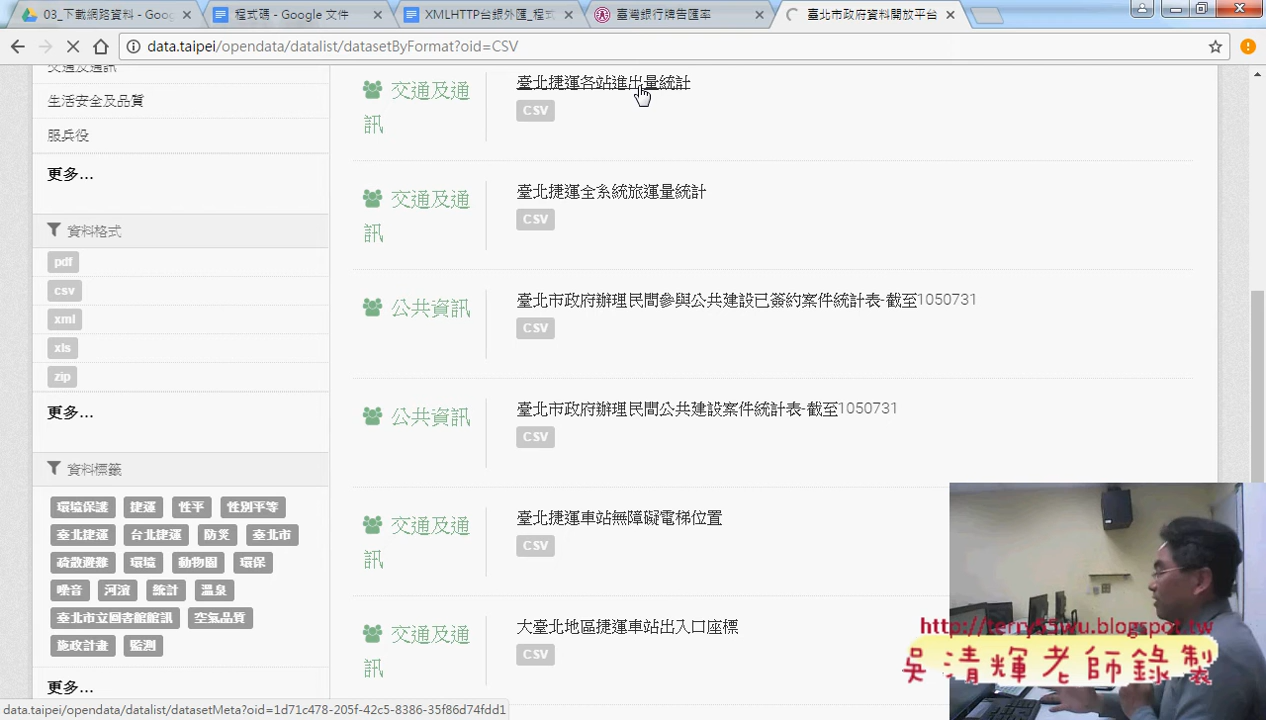 03_下載網路資料 - Goog
程式碼 - Google 文件
XMLHTTP台銀外匯_程式
臺灣銀行牌告匯率
臺北市政府資料開放平台
data.taipei/opendata/datalist/datasetByFormat?oid=CSV
交通及通訊
生活安全及品質
服兵役
更多...
資料格式
pdf
csv
xml
xls
zip
更多...
資料標籤
環境保護 捷運 性平 性別平等
臺北捷運 台北捷運 防災 臺北市
疏散避難 環境 動物園 環保
噪音 河濱 統計 溫泉
臺北市立圖書館館訊 空氣品質
施政計畫 監測
更多...
交通及通
訊
臺北捷運各站進出量統計
CSV
交通及通
訊
臺北捷運全系統旅運量統計
CSV
公共資訊
臺北市政府辦理民間參與公共建設已簽約案件統計表-截至1050731
CSV
公共資訊
臺北市政府辦理民間公共建設案件統計表-截至1050731
CSV
交通及通
訊
臺北捷運車站無障礙電梯位置
CSV
交通及通
訊
大臺北地區捷運車站出入口座標
CSV
http://terry55wu.blogspot.tw
吳清輝老師錄製
data.taipei/opendata/datalist/datasetMeta?oid=1d71c478-205f-42c5-8386-35f86d74fdd1